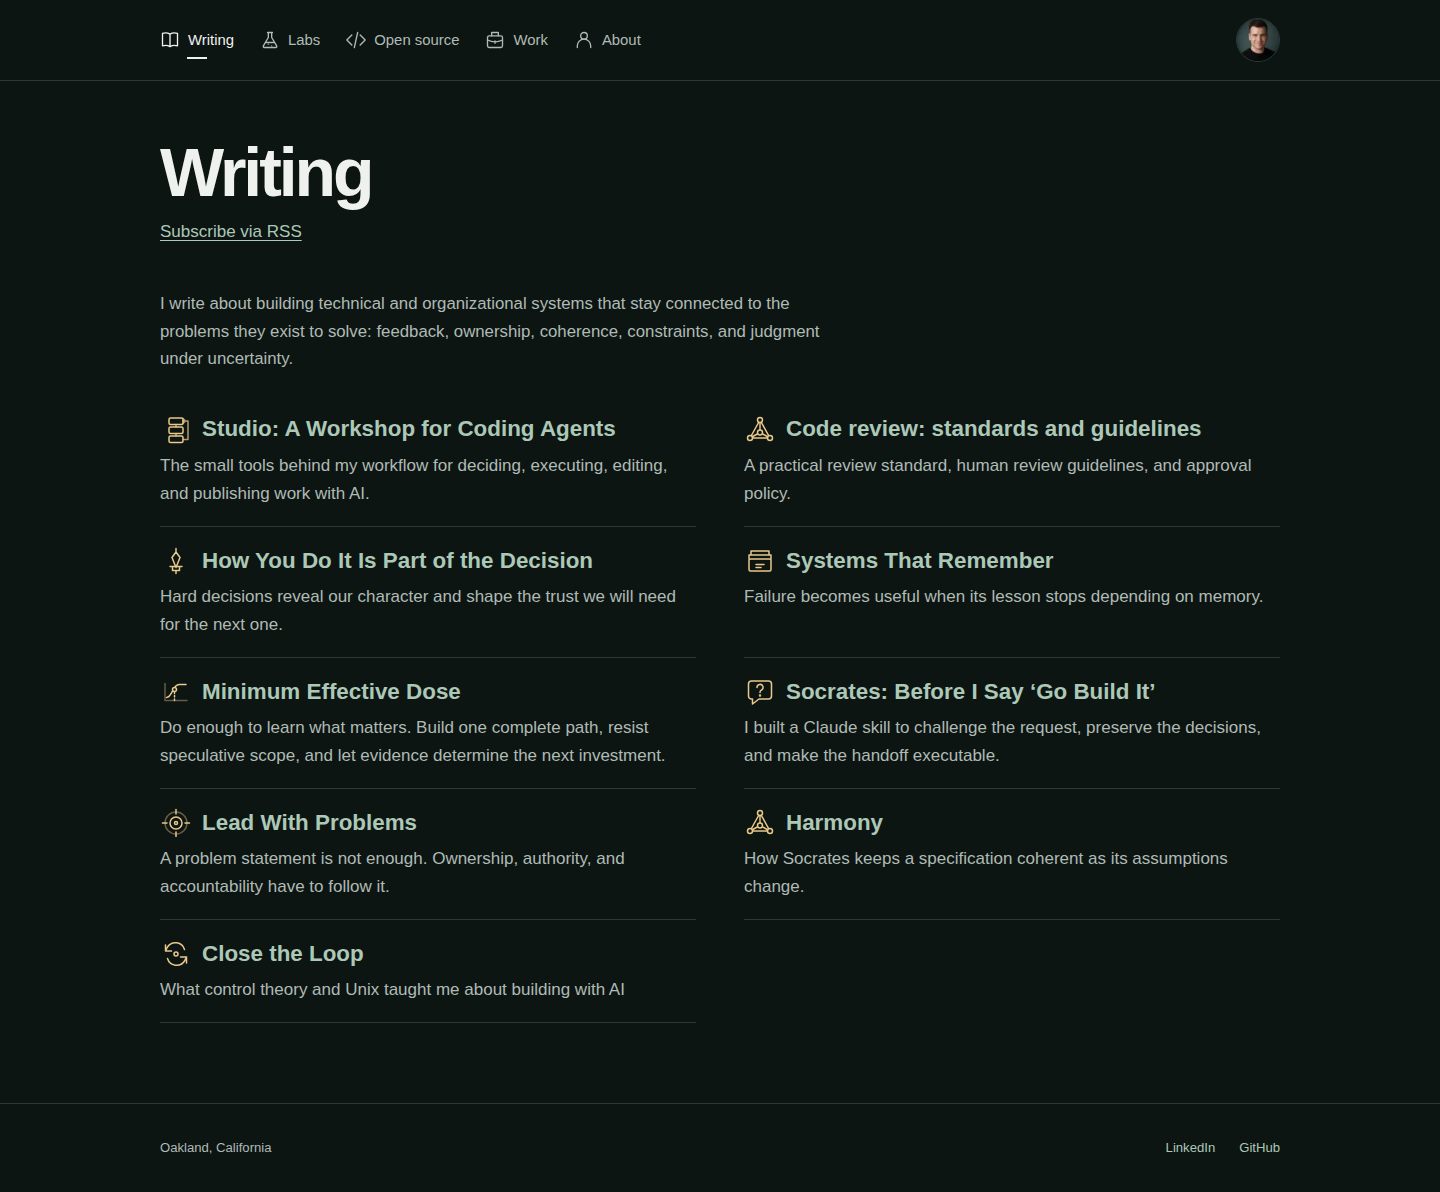 Writing
Labs
Open source
Work
About
Writing
Subscribe via RSS
I write about building technical and organizational systems that stay connected to the
problems they exist to solve: feedback, ownership, coherence, constraints, and judgment
under uncertainty.
Studio: A Workshop for Coding Agents
The small tools behind my workflow for deciding, executing, editing,
and publishing work with AI.
Code review: standards and guidelines
A practical review standard, human review guidelines, and approval
policy.
How You Do It Is Part of the Decision
Hard decisions reveal our character and shape the trust we will need
for the next one.
Systems That Remember
Failure becomes useful when its lesson stops depending on memory.
Minimum Effective Dose
Do enough to learn what matters. Build one complete path, resist
speculative scope, and let evidence determine the next investment.
Socrates: Before I Say ‘Go Build It’
I built a Claude skill to challenge the request, preserve the decisions,
and make the handoff executable.
Lead With Problems
A problem statement is not enough. Ownership, authority, and
accountability have to follow it.
Harmony
How Socrates keeps a specification coherent as its assumptions
change.
Close the Loop
What control theory and Unix taught me about building with AI
Oakland, California
LinkedIn
GitHub